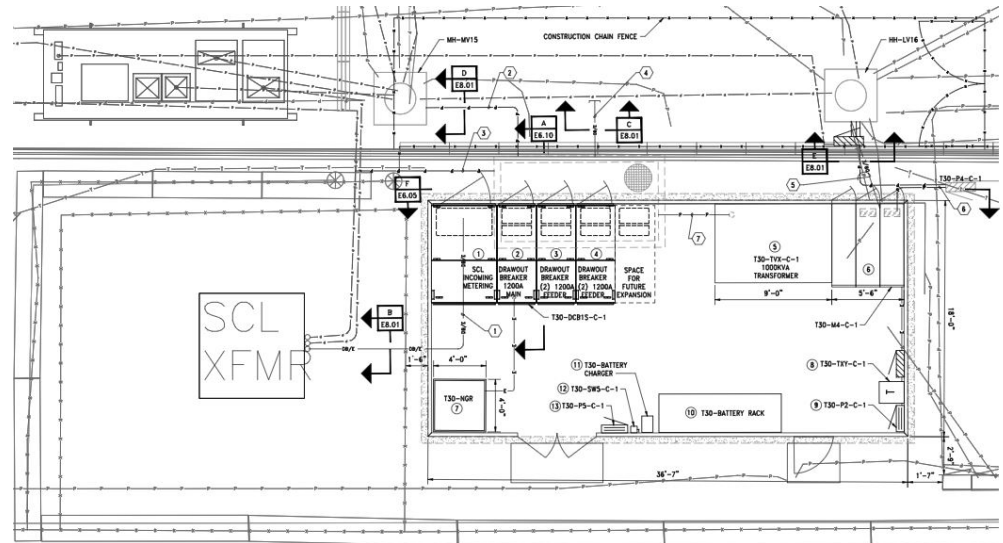 MH-MV15
CONSTRUCTION CHAIN FENCE
HH-LV16
D
E8.01
2
4
A
E6.10
C
E8.01
3
E
E8.01
5
T30-P4-C-1
6
F
E6.05
1
SCL
INCOMING
METERING
2
DRAWOUT
BREAKER
1200A
MAIN
3
DRAWOUT
BREAKER
(2) 1200A
FEEDER
4
DRAWOUT
BREAKER
(2) 1200A
FEEDER
SPACE
FOR
FUTURE
EXPANSION
7
5
T30-TVX-C-1
1000KVA
TRANSFORMER
6
9'-0"
5'-6"
18'-0"
T30-DCB1S-C-1
T30-M4-C-1
SCL
XFMR
B
E8.01
1
1'-6"
4'-0"
T30-NGR
7
4'-0"
11 T30-BATTERY
CHARGER
12 T30-SW5-C-1
13 T30-P5-C-1
10 T30-BATTERY RACK
8 T30-TXY-C-1
T
9 T30-P2-C-1
2'-9"
36'-7"
1'-7"